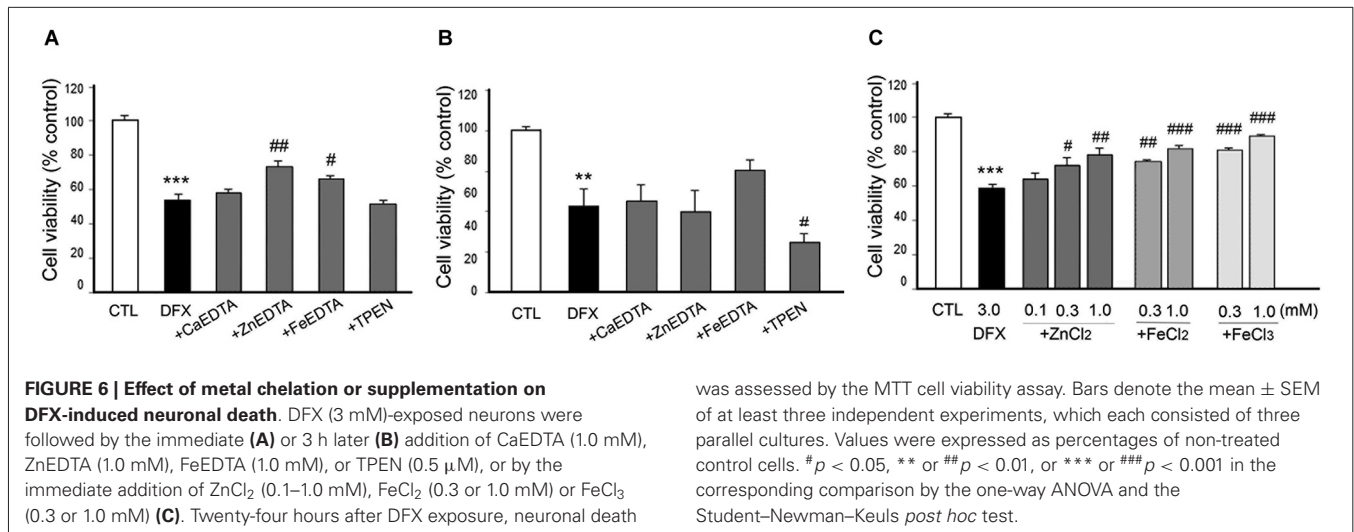 A
Cell viability (% control)
120
100
80
60
40
20
0
***
##
#
CTL
DFX
+CaEDTA
+ZnEDTA
+FeEDTA
+TPEN
B
Cell viability (% control)
120
100
80
60
40
20
0
**
#
CTL
DFX
+CaEDTA
+ZnEDTA
+FeEDTA
+TPEN
C
Cell viability (% control)
120
100
80
60
40
20
0
***
#
##
##
###
###
###
CTL 3.0 0.1 0.3 1.0 0.3 1.0 0.3 1.0 (mM)
DFX +ZnCl2 +FeCl2 +FeCl3
FIGURE 6 | Effect of metal chelation or supplementation on
DFX-induced neuronal death. DFX (3 mM)-exposed neurons were
followed by the immediate (A) or 3 h later (B) addition of CaEDTA (1.0 mM),
ZnEDTA (1.0 mM), FeEDTA (1.0 mM), or TPEN (0.5 μM), or by the
immediate addition of ZnCl₂ (0.1–1.0 mM), FeCl₂ (0.3 or 1.0 mM) or FeCl₃
(0.3 or 1.0 mM) (C). Twenty-four hours after DFX exposure, neuronal death
was assessed by the MTT cell viability assay. Bars denote the mean ± SEM
of at least three independent experiments, which each consisted of three
parallel cultures. Values were expressed as percentages of non-treated
control cells. #p < 0.05, ** or ##p < 0.01, or *** or ###p < 0.001 in the
corresponding comparison by the one-way ANOVA and the
Student–Newman–Keuls post hoc test.